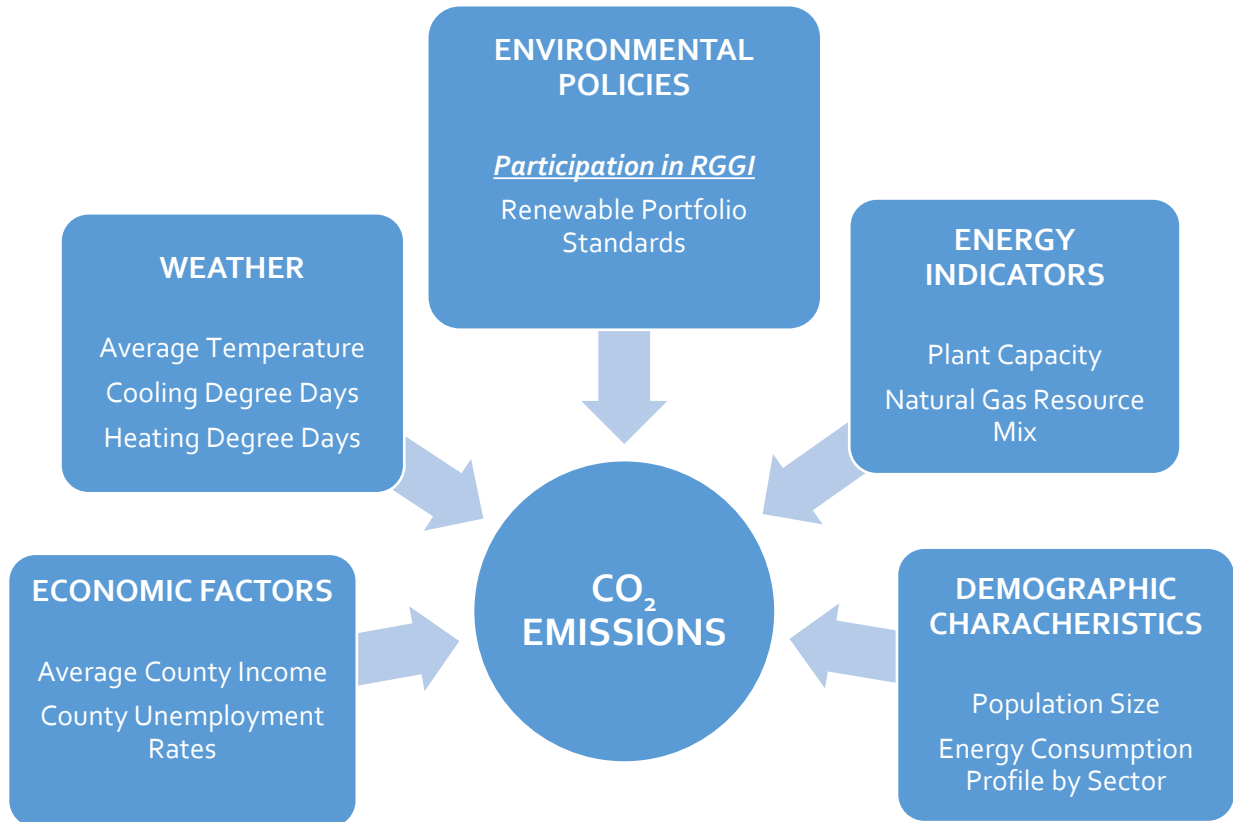 ENVIRONMENTAL
POLICIES
Participation in RGGI
Renewable Portfolio
Standards
WEATHER
Average Temperature
Cooling Degree Days
Heating Degree Days
ENERGY
INDICATORS
Plant Capacity
Natural Gas Resource
Mix
ECONOMIC FACTORS
Average County Income
County Unemployment
Rates
CO₂
EMISSIONS
DEMOGRAPHIC
CHARACHERISTICS
Population Size
Energy Consumption
Profile by Sector